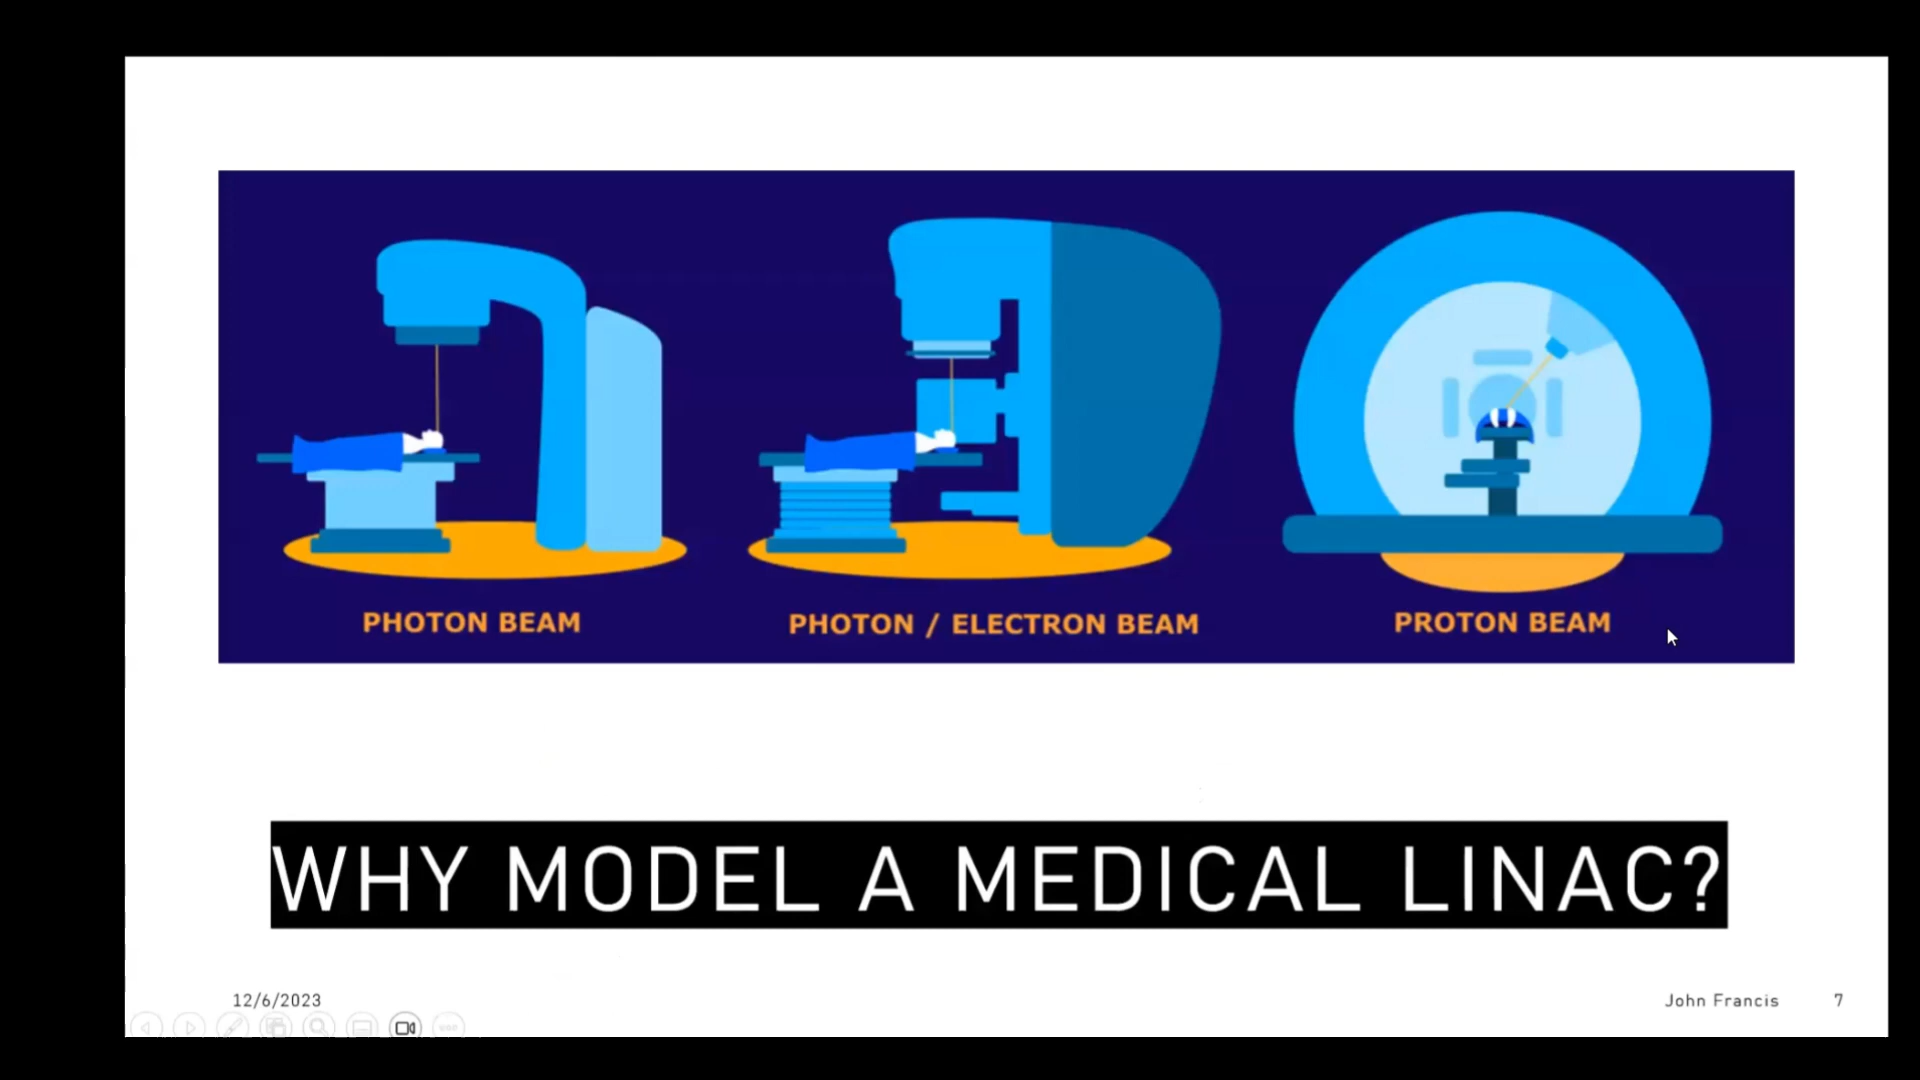 PHOTON BEAM
PHOTON / ELECTRON BEAM
PROTON BEAM
WHY MODEL A MEDICAL LINAC?
12/6/2023
John Francis
7